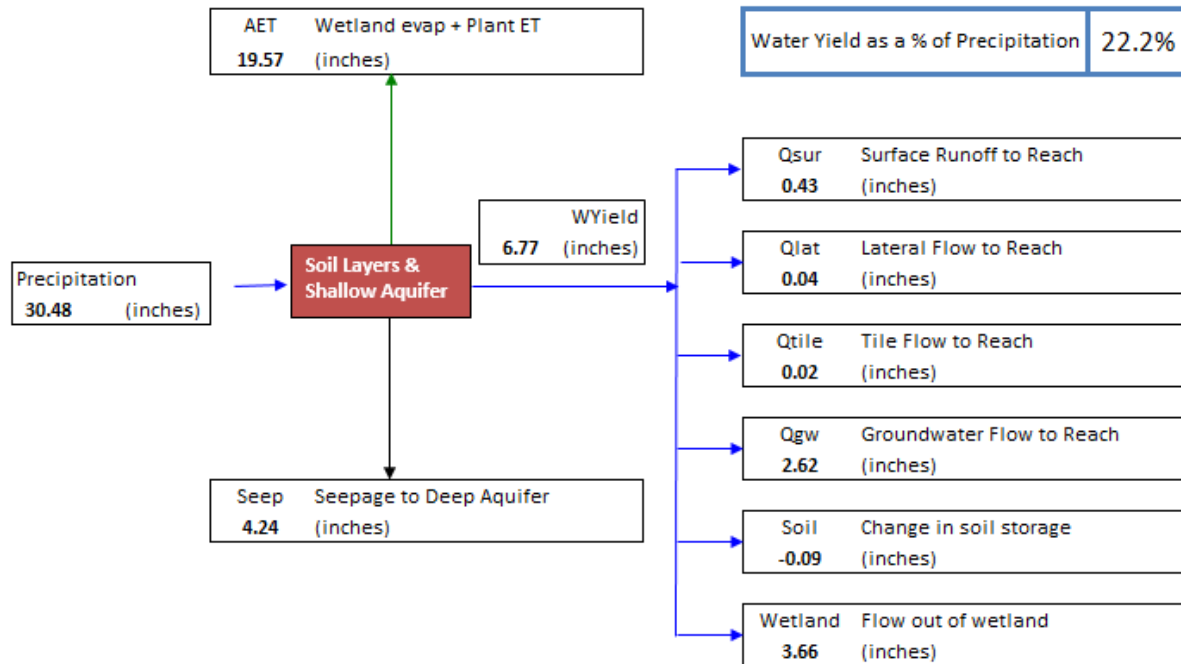 AET Wetland evap + Plant ET
19.57 (inches)
Water Yield as a % of Precipitation 22.2%
Qsur Surface Runoff to Reach
0.43 (inches)
WYield
6.77 (inches)
Qlat Lateral Flow to Reach
0.04 (inches)
Precipitation
30.48 (inches)
Soil Layers &
Shallow Aquifer
Qtile Tile Flow to Reach
0.02 (inches)
Qgw Groundwater Flow to Reach
2.62 (inches)
Seep Seepage to Deep Aquifer
4.24 (inches)
Soil Change in soil storage
-0.09 (inches)
Wetland Flow out of wetland
3.66 (inches)